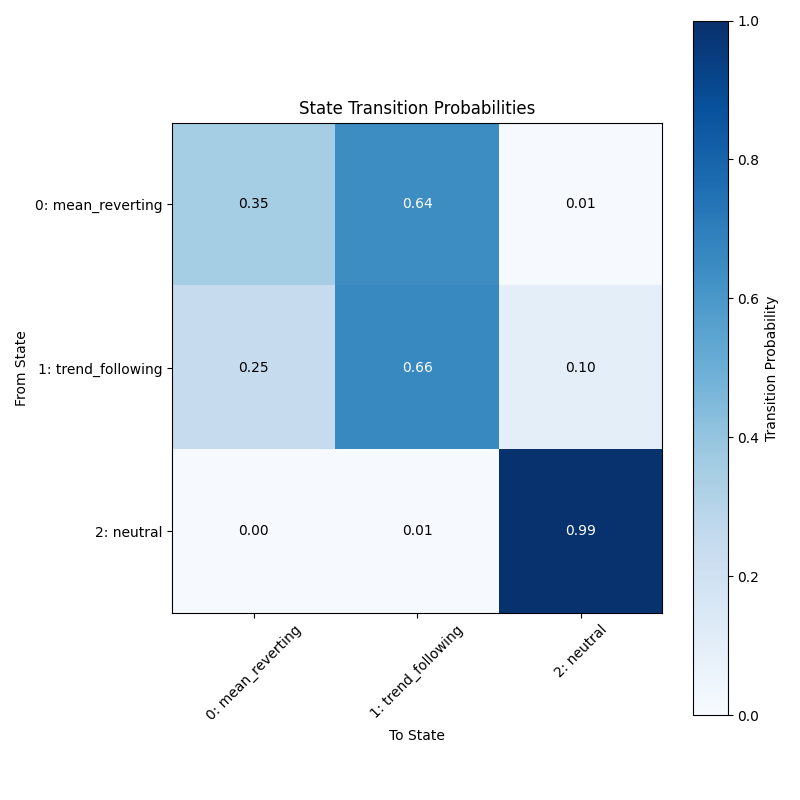 State Transition Probabilities
From State
0: mean_reverting
0.35
0.64
0.01
1: trend_following
0.25
0.66
0.10
2: neutral
0.00
0.01
0.99
0: mean_reverting
1: trend_following
2: neutral
To State
1.0
0.8
0.6
0.4
0.2
0.0
Transition Probability